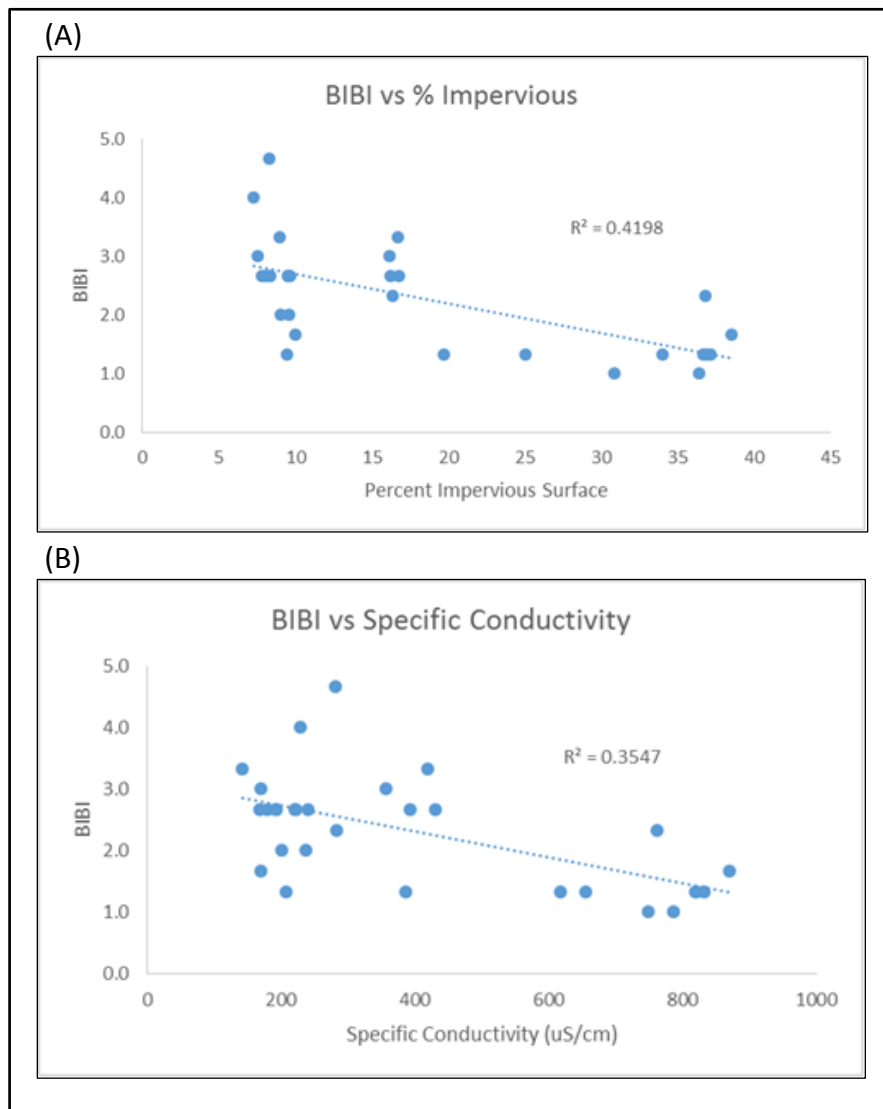 (A)
BIBI vs % Impervious
5.0
4.0
3.0
2.0
1.0
0.0
BIBI
R² = 0.4198
0 5 10 15 20 25 30 35 40 45
Percent Impervious Surface
(B)
BIBI vs Specific Conductivity
5.0
4.0
3.0
2.0
1.0
0.0
BIBI
R² = 0.3547
0 200 400 600 800 1000
Specific Conductivity (uS/cm)